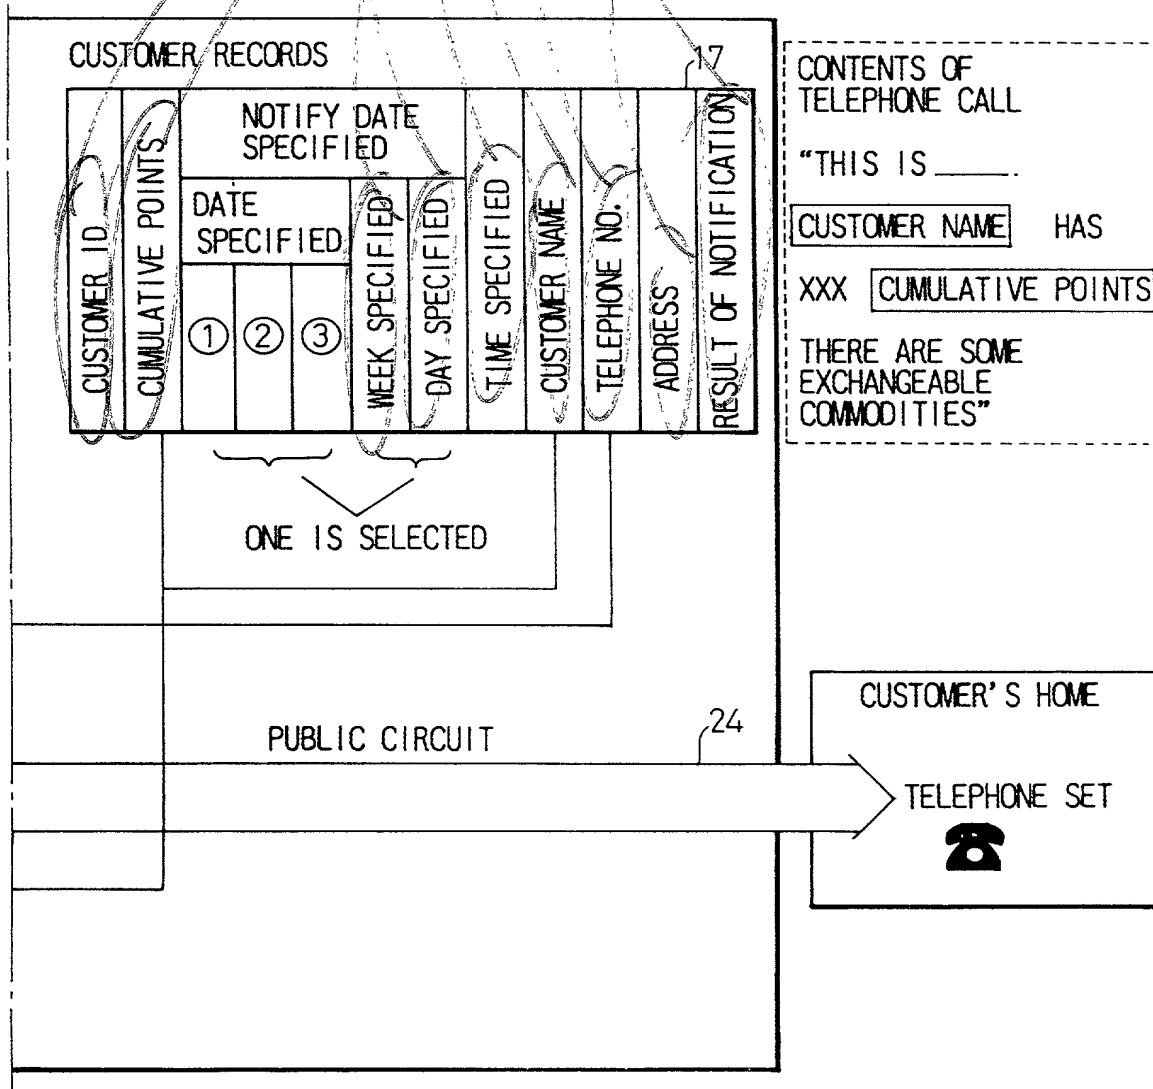 CUSTOMER RECORDS
17
CUSTOMER ID
CUMULATIVE POINTS
NOTIFY DATE
SPECIFIED
DATE
SPECIFIED
①
②
③
WEEK SPECIFIED
DAY SPECIFIED
TIME SPECIFIED
CUSTOMER NAME
TELEPHONE NO.
ADDRESS
RESULT OF NOTIFICATION
ONE IS SELECTED
CONTENTS OF
TELEPHONE CALL
“THIS IS _____.
CUSTOMER NAME HAS
XXX CUMULATIVE POINTS
THERE ARE SOME
EXCHANGEABLE
COMMODITIES”
PUBLIC CIRCUIT
24
CUSTOMER'S HOME
TELEPHONE SET